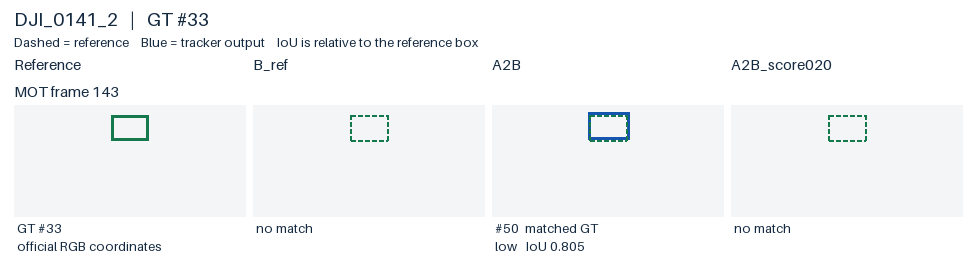 DJI_0141_2 | GT #33
Dashed = reference Blue = tracker output IoU is relative to the reference box
Reference B_ref A2B A2B_score020
MOT frame 143
GT #33 no match #50 matched GT no match
official RGB coordinates low IoU 0.805